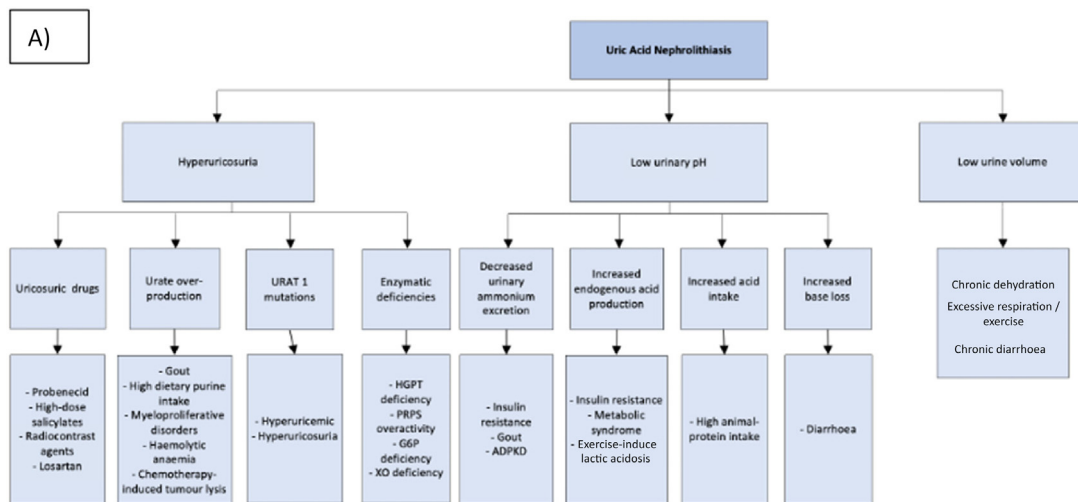 A)
Uric Acid Nephrolithiasis
Hyperuricosuria
Low urinary pH
Low urine volume
Uricosuric drugs
Urate over-
production
URAT 1
mutations
Enzymatic
deficiencies
Decreased
urinary
ammonium
excretion
Increased
endogenous acid
production
Increased acid
intake
Increased
base loss
Chronic dehydration
Excessive respiration /
exercise
Chronic diarrhoea
- Probenecid
- High-dose
salicylates
- Radiocontrast
agents
- Losartan
- Gout
- High dietary purine
intake
- Myeloproliferative
disorders
- Haemolytic
anaemia
- Chemotherapy-
induced tumour lysis
- Hyperuricemic
- Hyperuricosuria
- HGPT
deficiency
- PRPS
overactivity
- G6P
deficiency
- XO deficiency
- Insulin
resistance
- Gout
- ADPKD
- Insulin resistance
- Metabolic
syndrome
- Exercise-induce
lactic acidosis
- High animal-
protein intake
- Diarrhoea